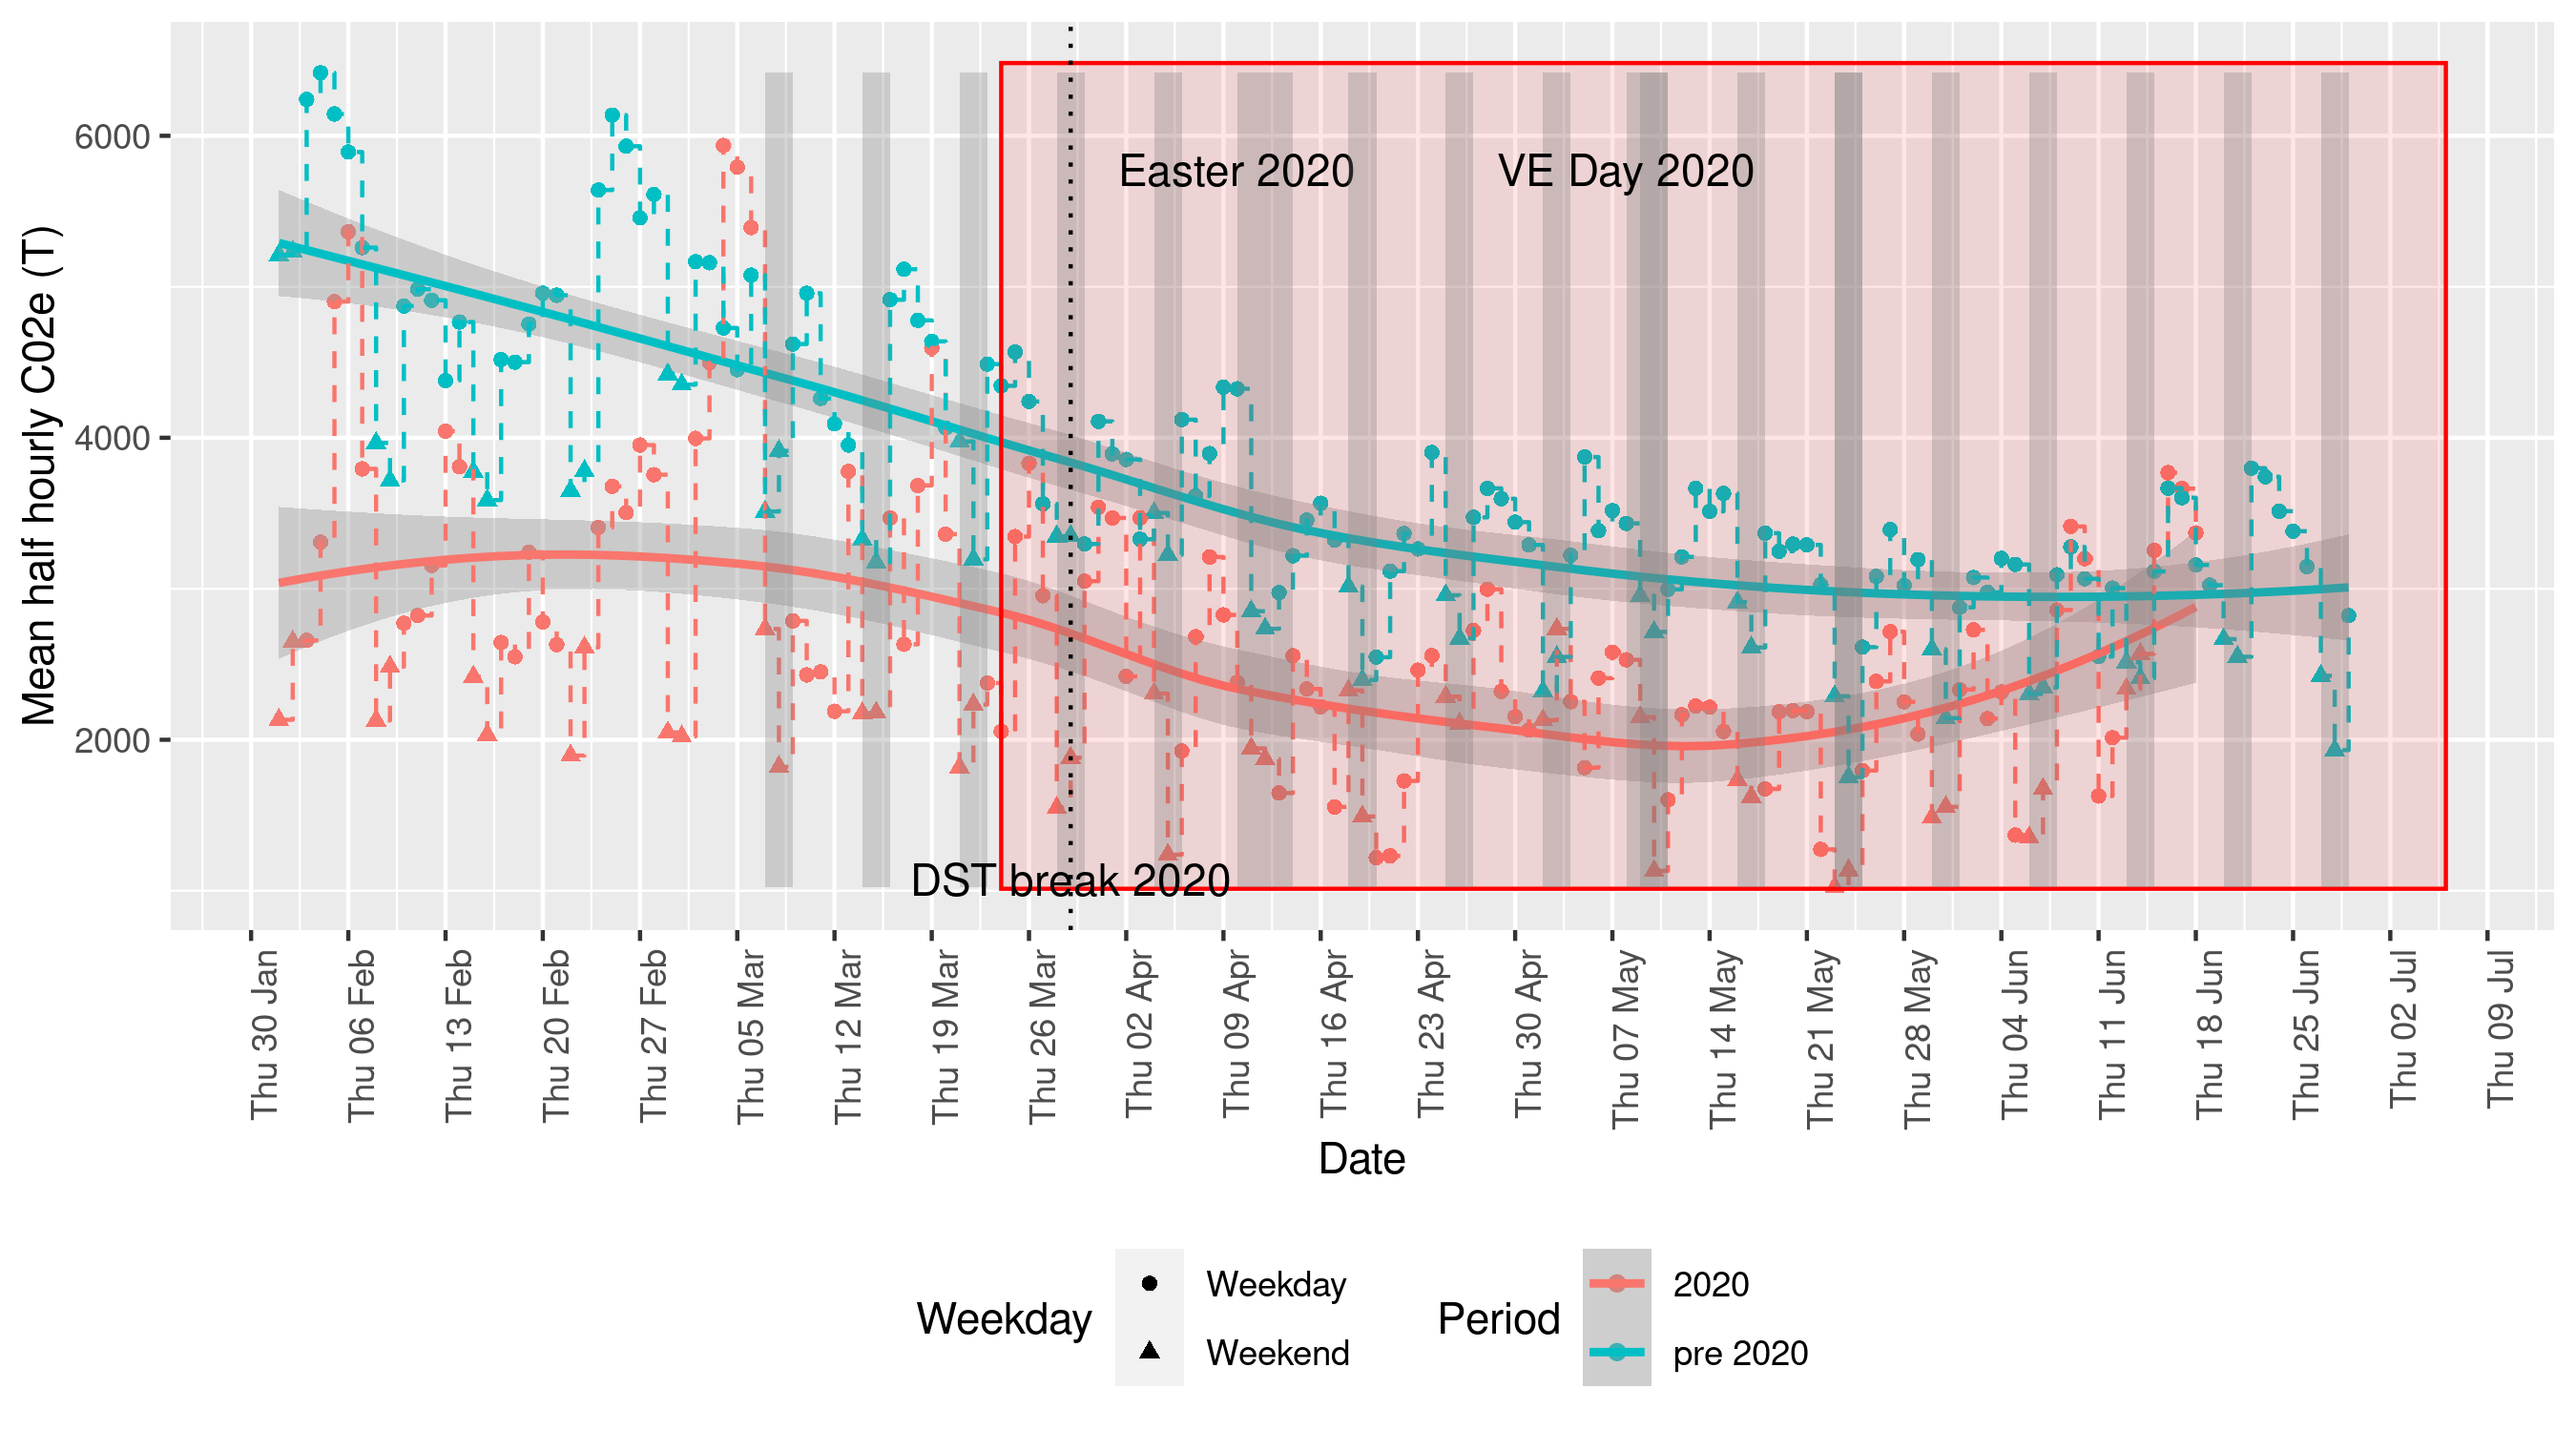 Mean half hourly C02e (T)
6000
4000
2000
Easter 2020
VE Day 2020
DST break 2020
Thu 30 Jan
Thu 06 Feb
Thu 13 Feb
Thu 20 Feb
Thu 27 Feb
Thu 05 Mar
Thu 12 Mar
Thu 19 Mar
Thu 26 Mar
Thu 02 Apr
Thu 09 Apr
Thu 16 Apr
Thu 23 Apr
Thu 30 Apr
Thu 07 May
Thu 14 May
Thu 21 May
Thu 28 May
Thu 04 Jun
Thu 11 Jun
Thu 18 Jun
Thu 25 Jun
Thu 02 Jul
Thu 09 Jul
Date
Weekday
Weekday
Weekend
Period
2020
pre 2020